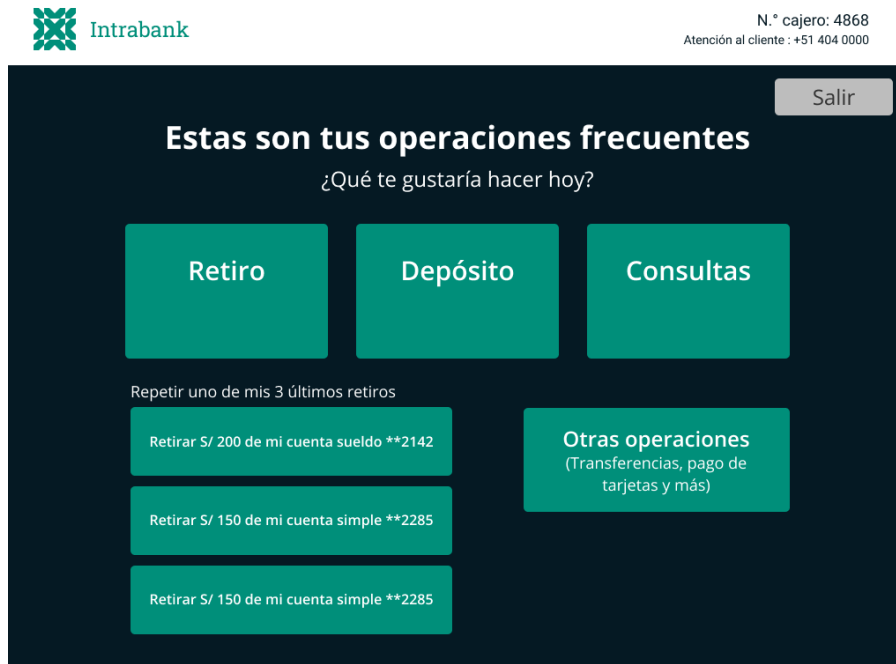 Intrabank
N.° cajero: 4868
Atención al cliente : +51 404 0000
Salir
Estas son tus operaciones frecuentes
¿Qué te gustaría hacer hoy?
Retiro
Depósito
Consultas
Repetir uno de mis 3 últimos retiros
Retirar S/ 200 de mi cuenta sueldo **2142
Retirar S/ 150 de mi cuenta simple **2285
Retirar S/ 150 de mi cuenta simple **2285
Otras operaciones
(Transferencias, pago de
tarjetas y más)